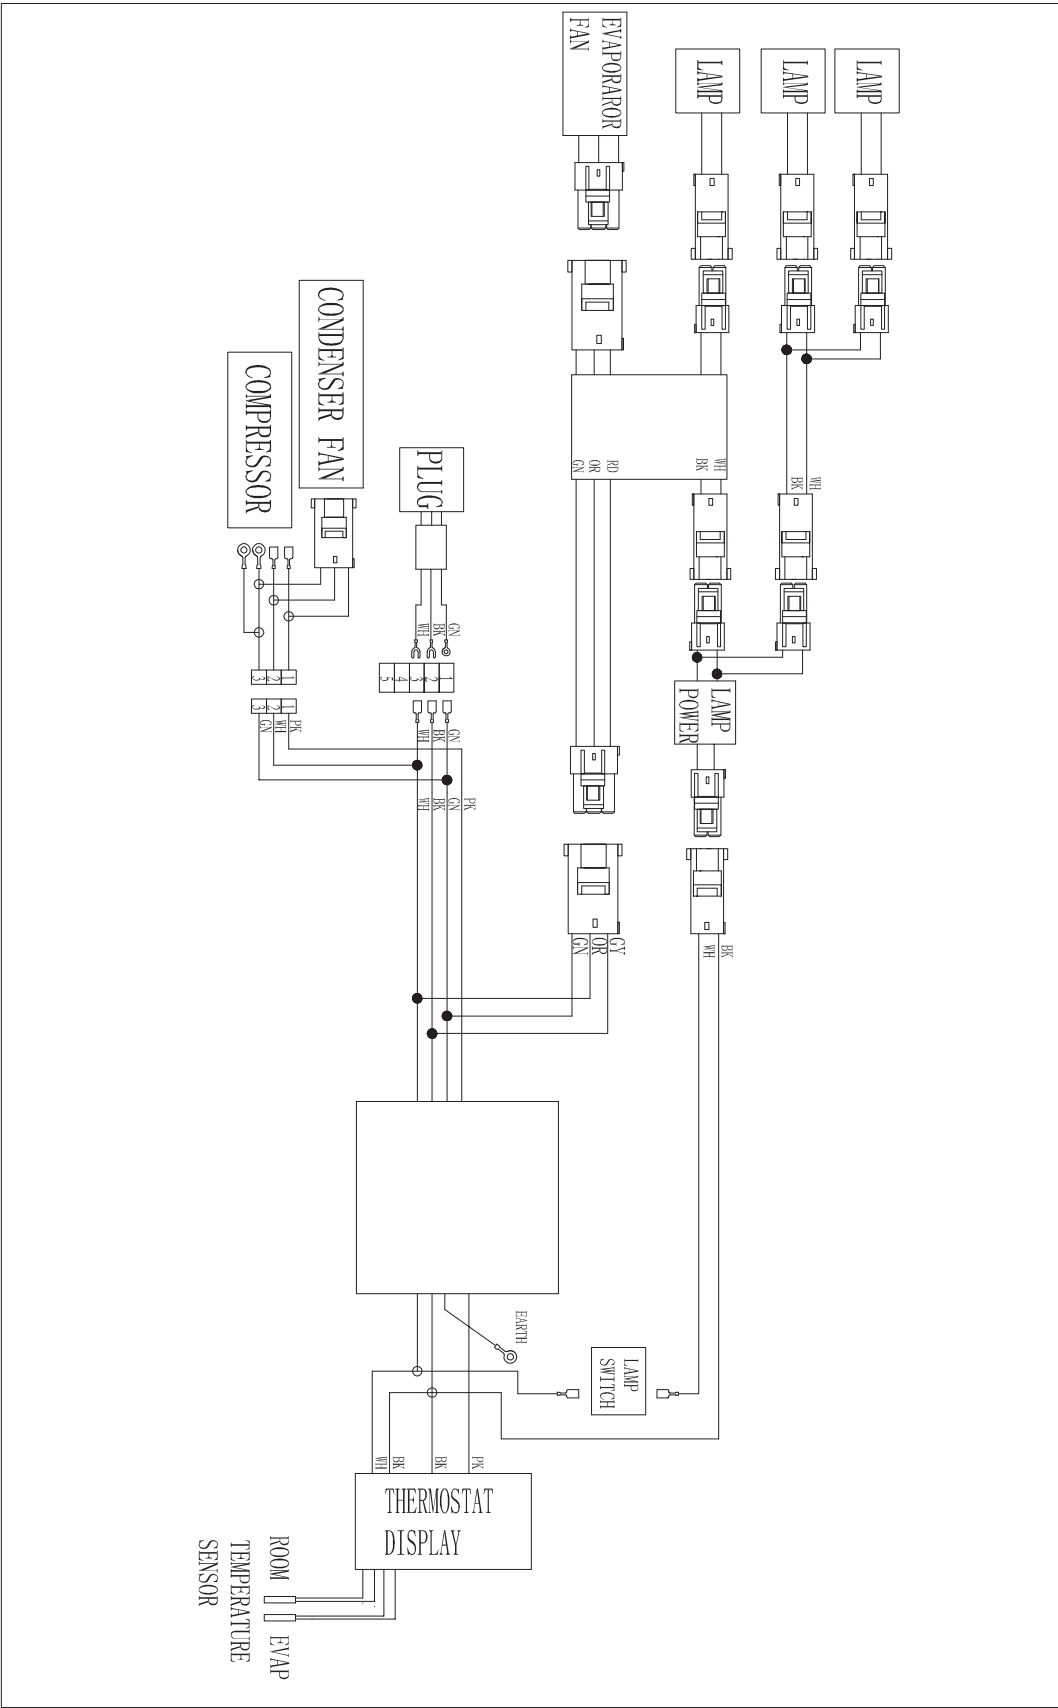 EVAPORAROR
FAN
LAMP
LAMP
LAMP
CONDENSER FAN
COMPRESSOR
PLUG
GN
OR
RD
BK
WH
BK
WH
WH
BK
GN
5
4
3
2
1
3
2
1
3
2
1
GN
WH
PK
WH
BK
GN
WH
BK
GN
PK
LAMP
POWER
GN
OR
GY
WH
BK
EARTH
LAMP
SWITCH
WH
BK
BK
PK
THERMOSTAT
DISPLAY
ROOM
EVAP
TEMPERATURE
SENSOR